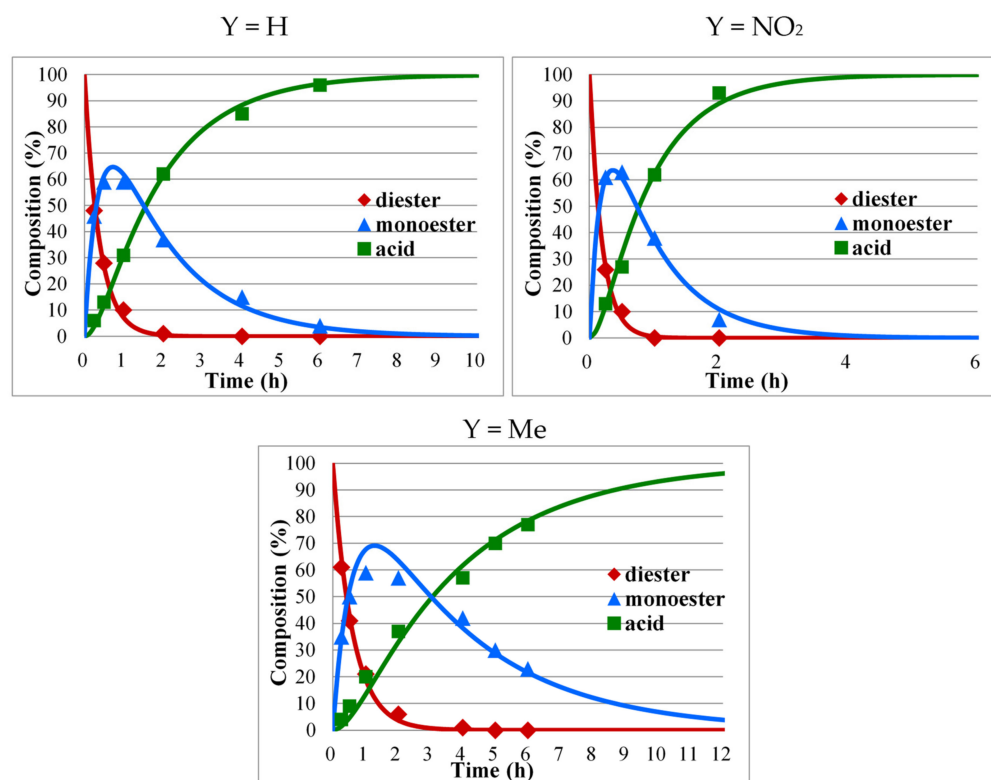 Y = H
100
90
80
70
60
50
40
30
20
10
0
Composition (%)
diester
monoester
acid
0 1 2 3 4 5 6 7 8 9 10
Time (h)
Y = NO₂
100
90
80
70
60
50
40
30
20
10
0
Composition (%)
diester
monoester
acid
0 2 4 6
Time (h)
Y = Me
100
90
80
70
60
50
40
30
20
10
0
Composition (%)
diester
monoester
acid
0 1 2 3 4 5 6 7 8 9 10 11 12
Time (h)